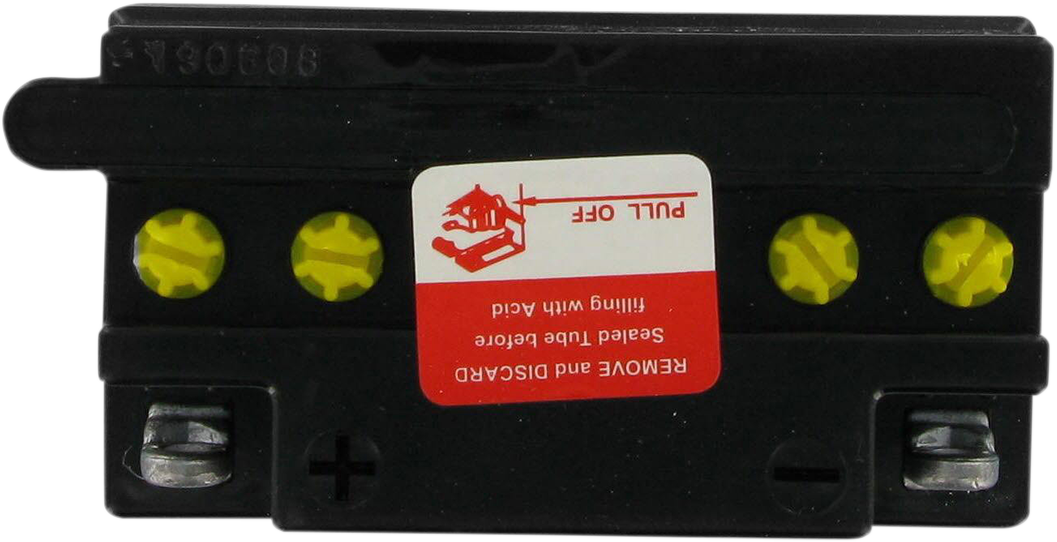 REMOVE and DISCARD
Sealed Tube before
filling with Acid
PULL OFF
+
−